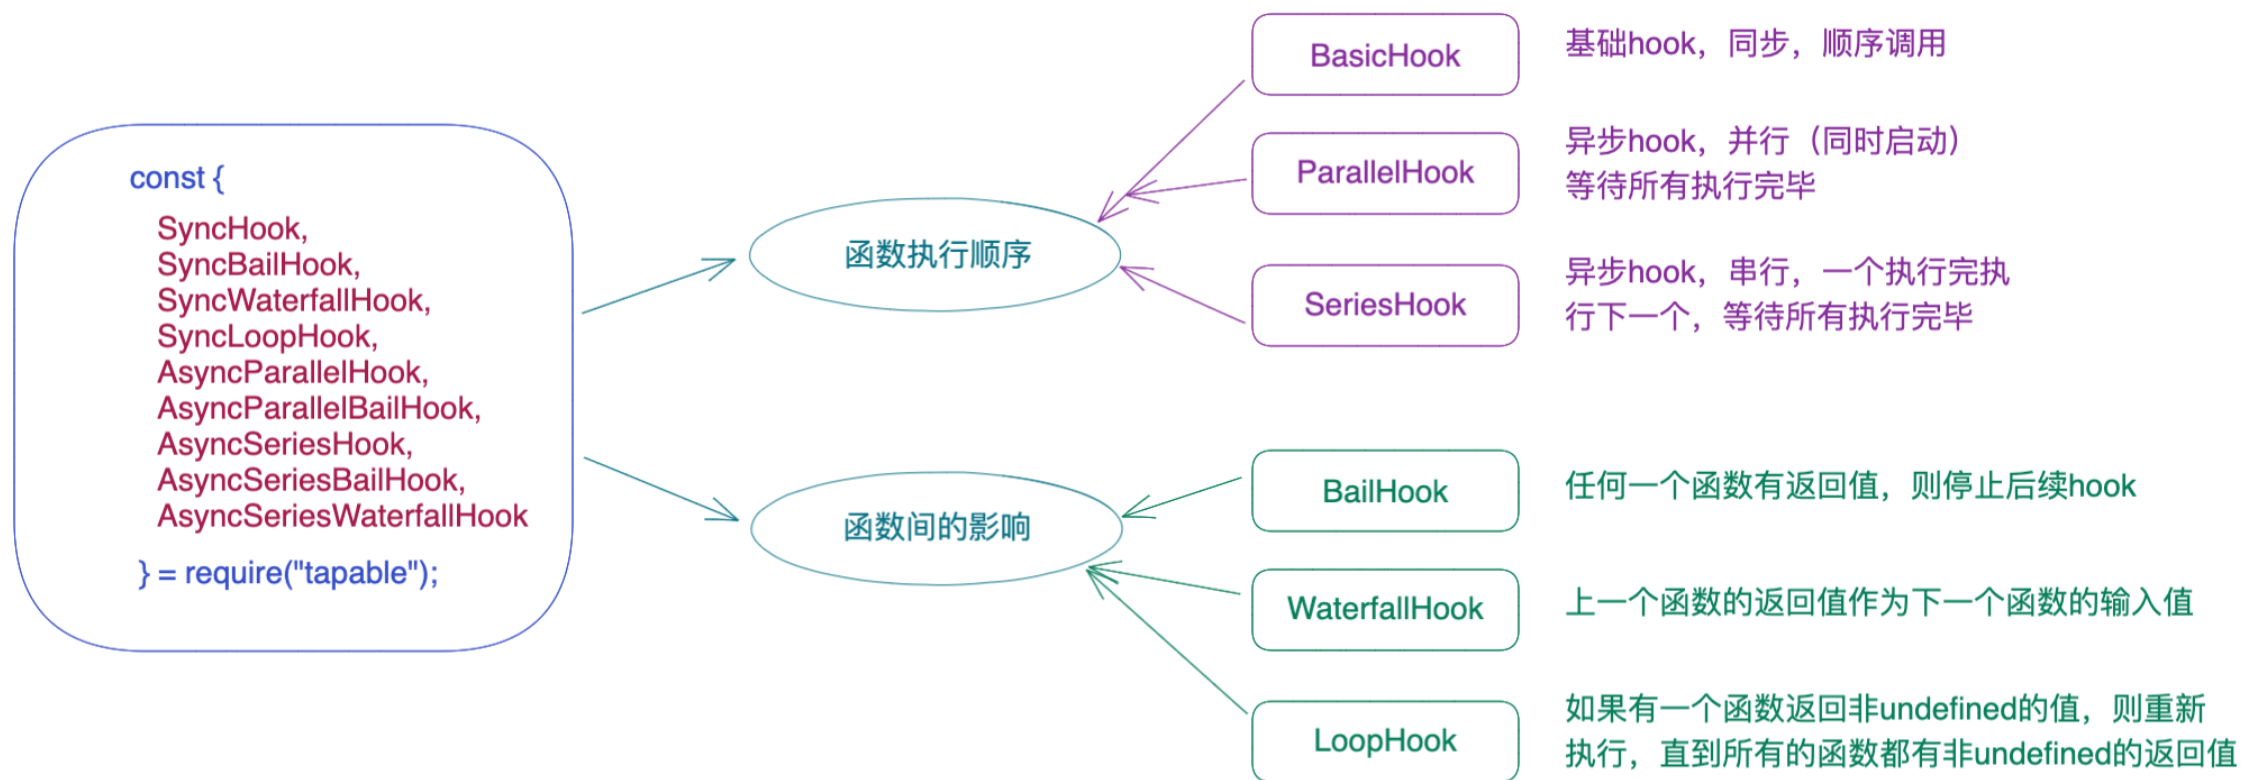 const {
SyncHook,
SyncBailHook,
SyncWaterfallHook,
SyncLoopHook,
AsyncParallelHook,
AsyncParallelBailHook,
AsyncSeriesHook,
AsyncSeriesBailHook,
AsyncSeriesWaterfallHook
} = require("tapable");
函数执行顺序
BasicHook
基础hook，同步，顺序调用
ParallelHook
异步hook，并行（同时启动）
等待所有执行完毕
SeriesHook
异步hook，串行，一个执行完执
行下一个，等待所有执行完毕
函数间的影响
BailHook
任何一个函数有返回值，则停止后续hook
WaterfallHook
上一个函数的返回值作为下一个函数的输入值
LoopHook
如果有一个函数返回非undefined的值，则重新
执行，直到所有的函数都有非undefined的返回值